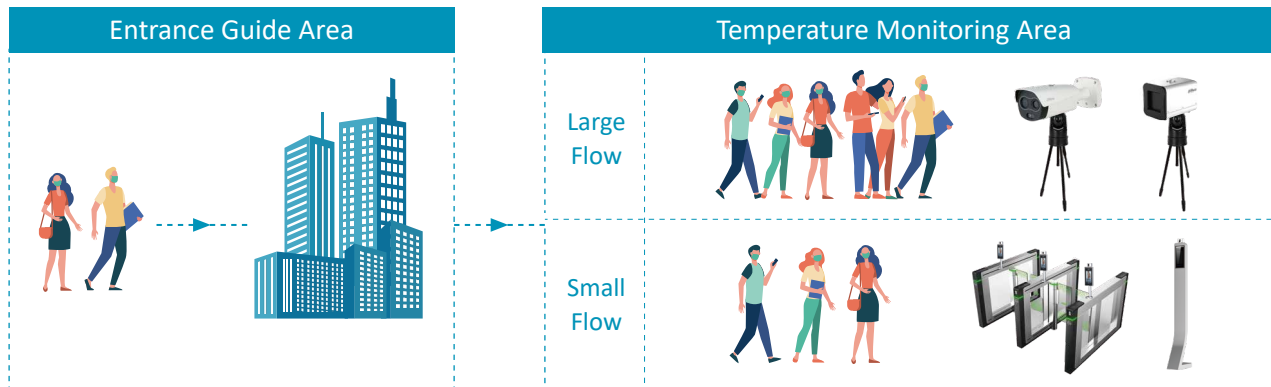 Entrance Guide Area
Temperature Monitoring Area
Large
Flow
Small
Flow